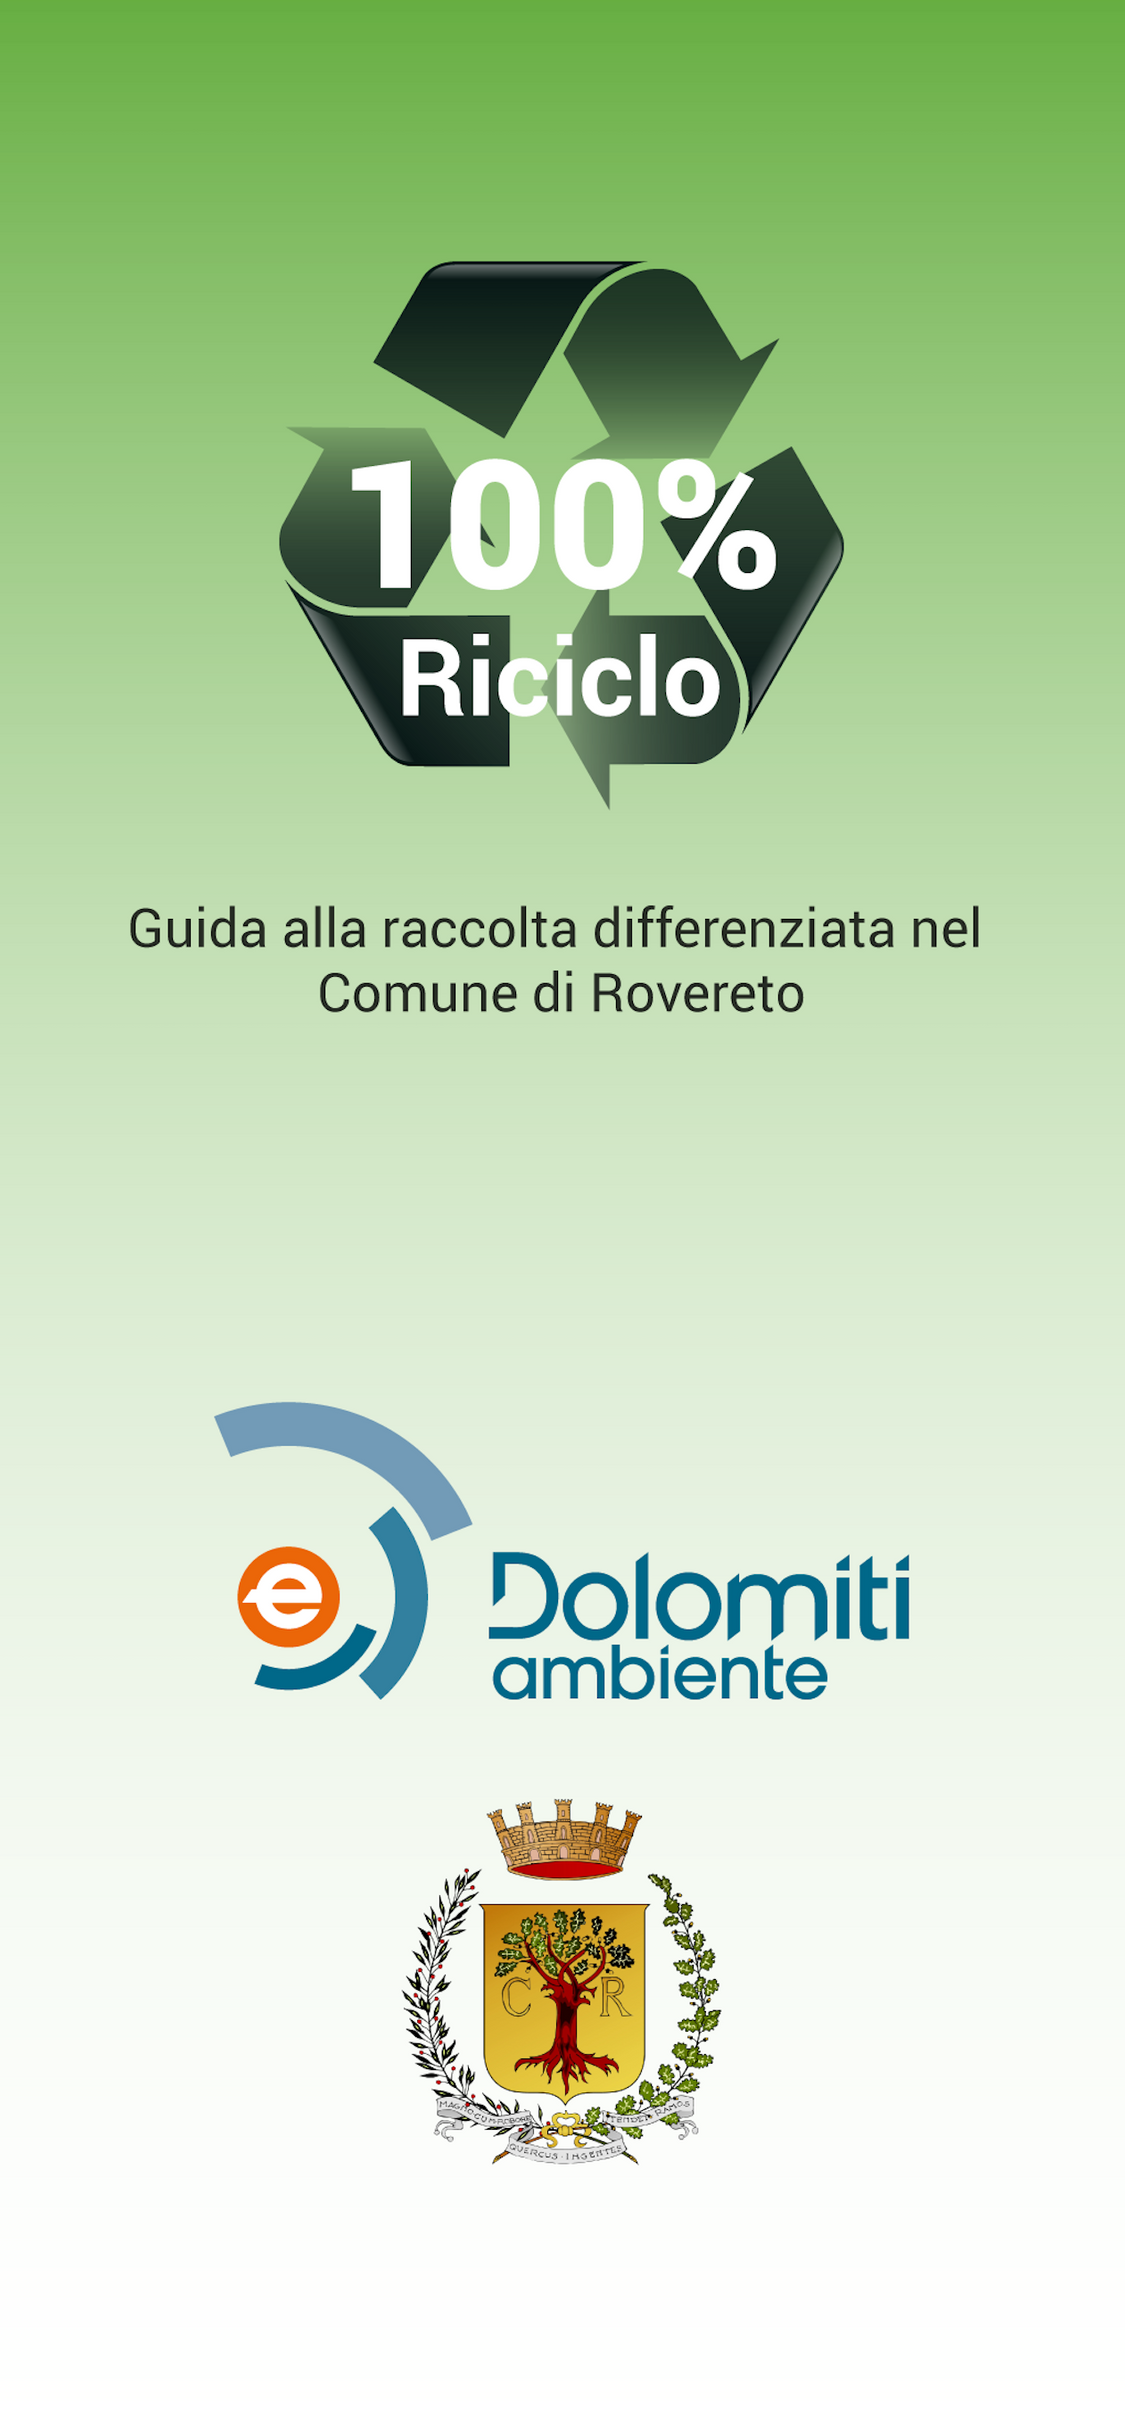 100%
Riciclo
Guida alla raccolta differenziata nel
Comune di Rovereto
e
Dolomiti
ambiente
C R
MAGNO CUM ROBORE
QUERCUS · INGENTES
TENDET RAMOS